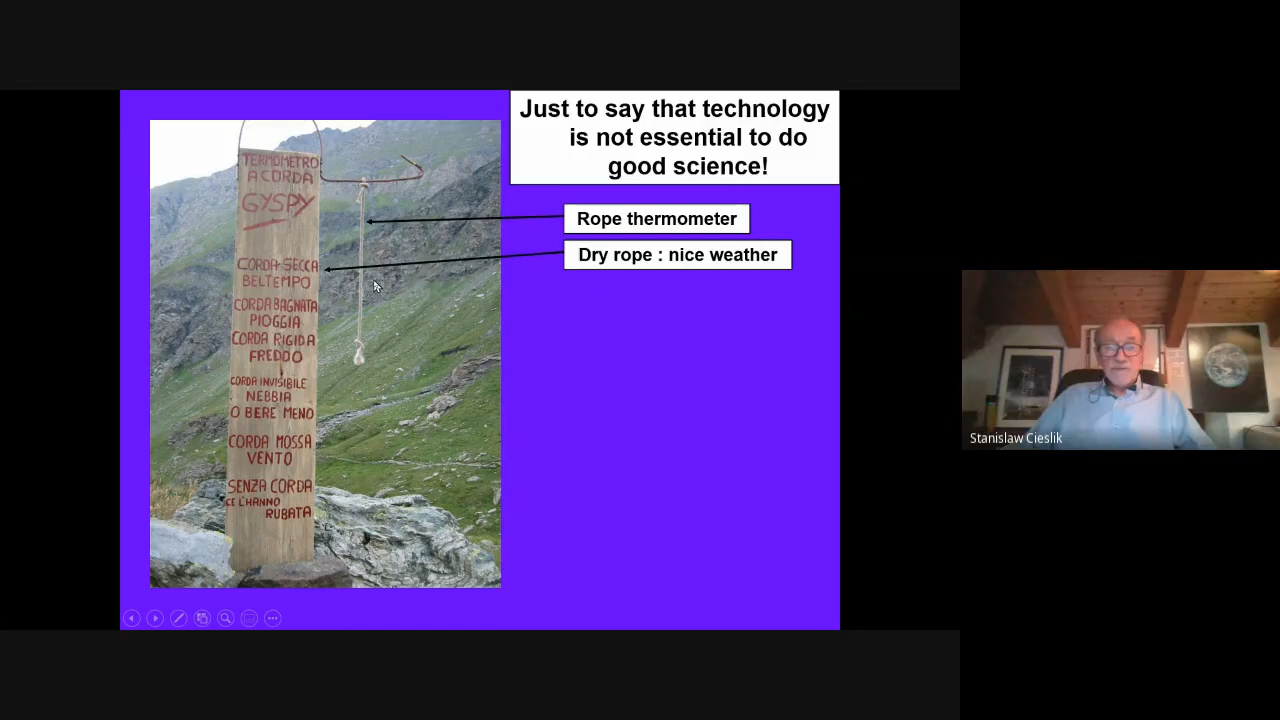 Just to say that technology
is not essential to do
good science!
Rope thermometer
Dry rope : nice weather
TERMOMETRO
A CORDA
GYSPY
CORDA SECCA
BELTEMPO
CORDA BAGNATA
PIOGGIA
CORDA RIGIDA
FREDDO
CORDA INVISIBILE
NEBBIA
O BERE MENO
CORDA MOSSA
VENTO
SENZA CORDA
CE L'HANNO
RUBATA
Stanislaw Cieslik